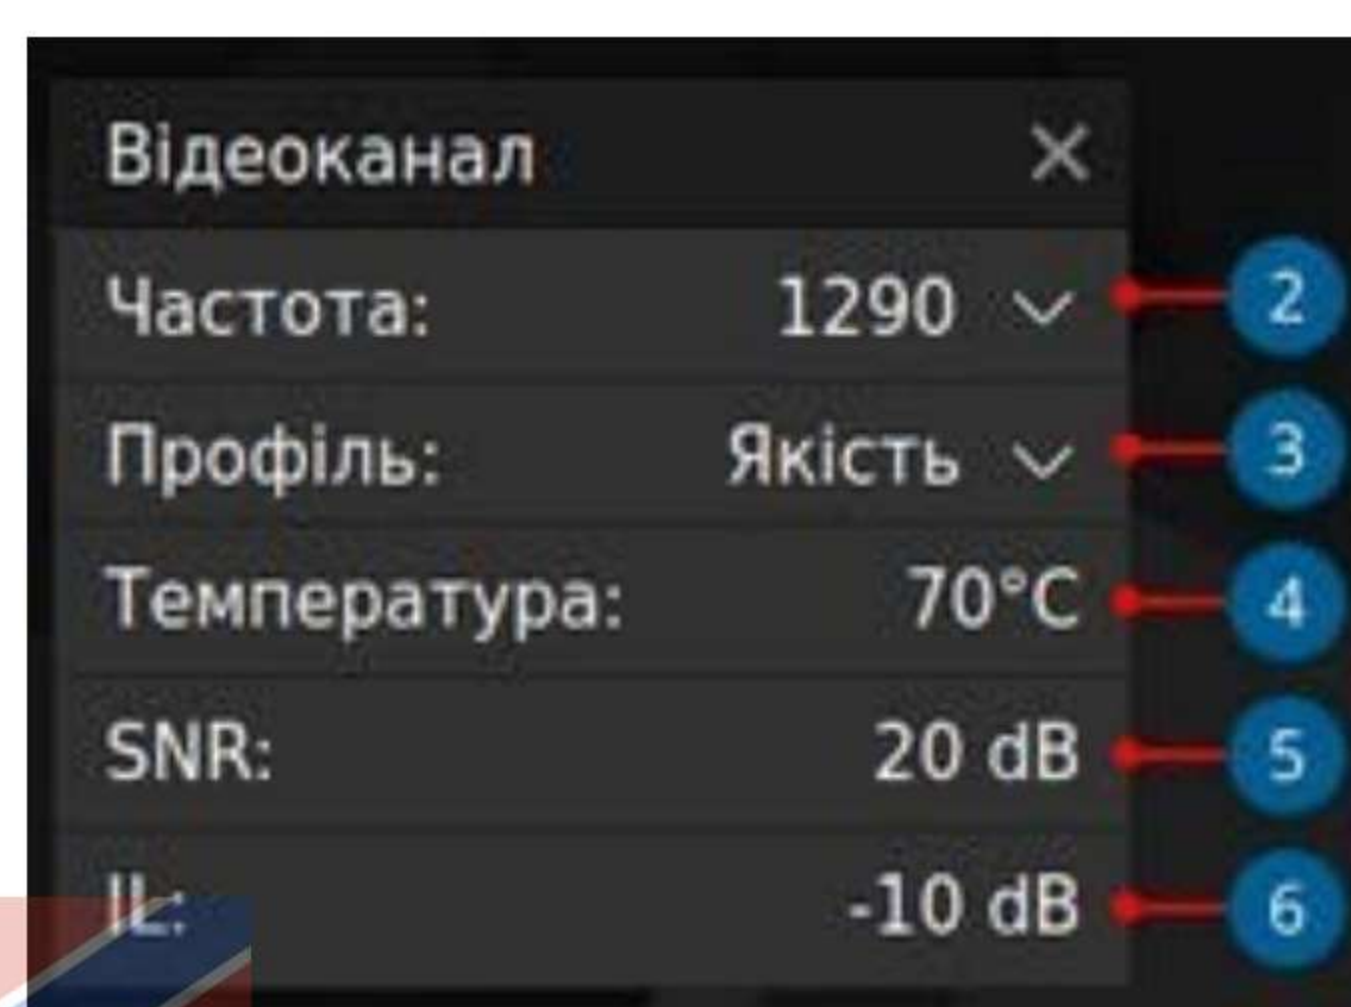 Відеоканал ×
Частота: 1290 2
Профіль: Якість 3
Температура: 70°C 4
SNR: 20 dB 5
IL: -10 dB 6